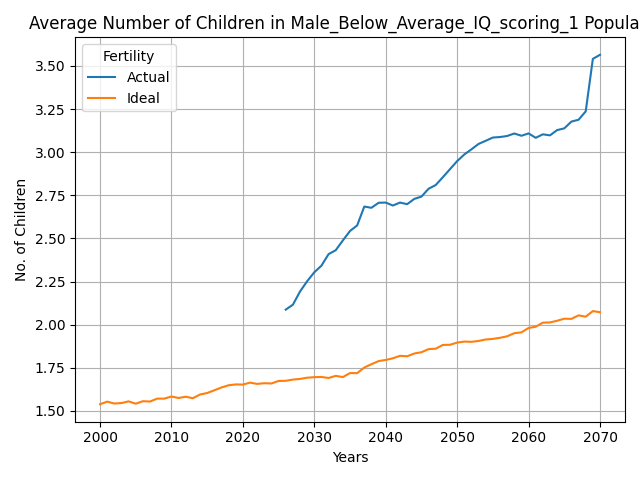 Average Number of Children in Male_Below_Average_IQ_scoring_1 Popula
Fertility
Actual
Ideal
3.50
3.25
3.00
2.75
2.50
2.25
2.00
1.75
1.50
No. of Children
2000 2010 2020 2030 2040 2050 2060 2070
Years